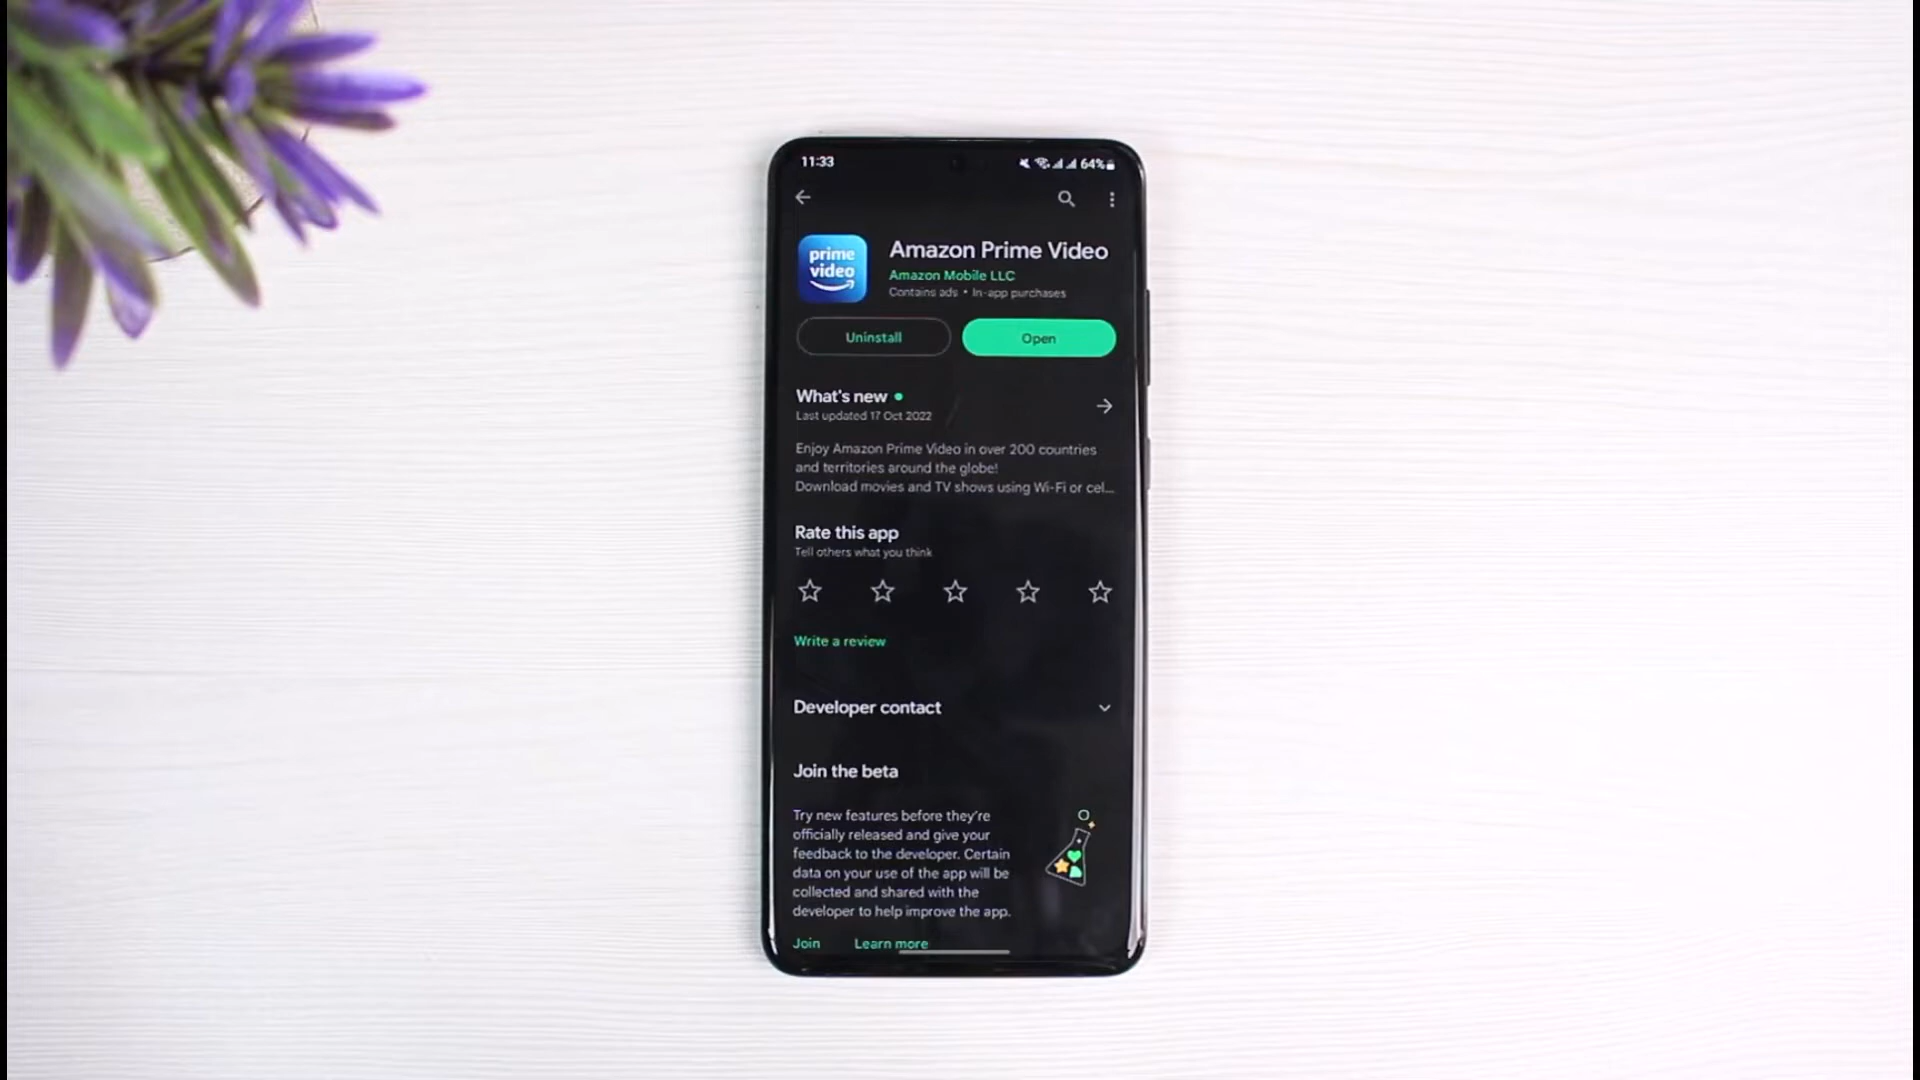 11:33
64%
prime
video
Amazon Prime Video
Amazon Mobile LLC
Contains ads • In-app purchases
Uninstall
Open
What's new
Last updated 17 Oct 2022
Enjoy Amazon Prime Video in over 200 countries
and territories around the globe!
Download movies and TV shows using Wi-Fi or cel...
Rate this app
Tell others what you think
Write a review
Developer contact
Join the beta
Try new features before they're
officially released and give your
feedback to the developer. Certain
data on your use of the app will be
collected and shared with the
developer to help improve the app.
Join
Learn more